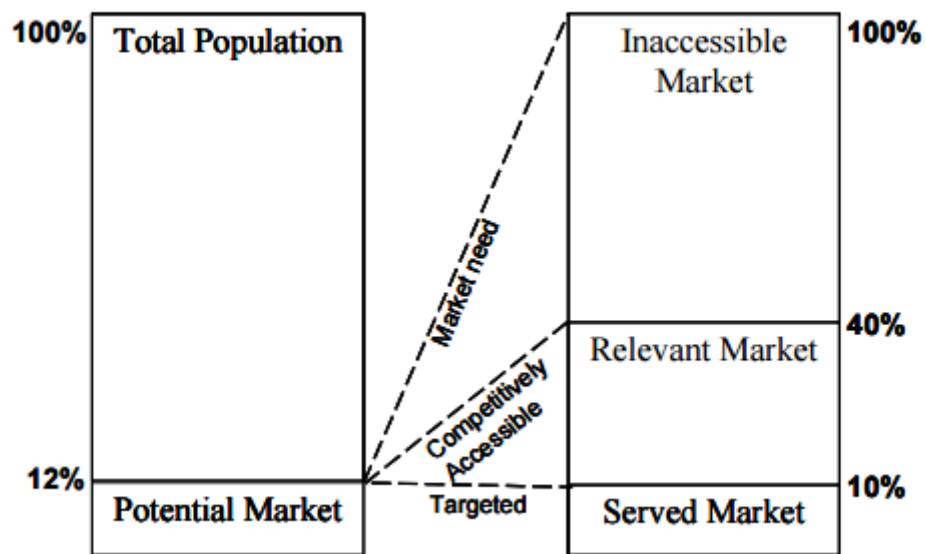 100%
Total Population
Inaccessible
Market
100%
Market need
40%
Relevant Market
Competitively
Accessible
12%
Potential Market
Targeted
10%
Served Market